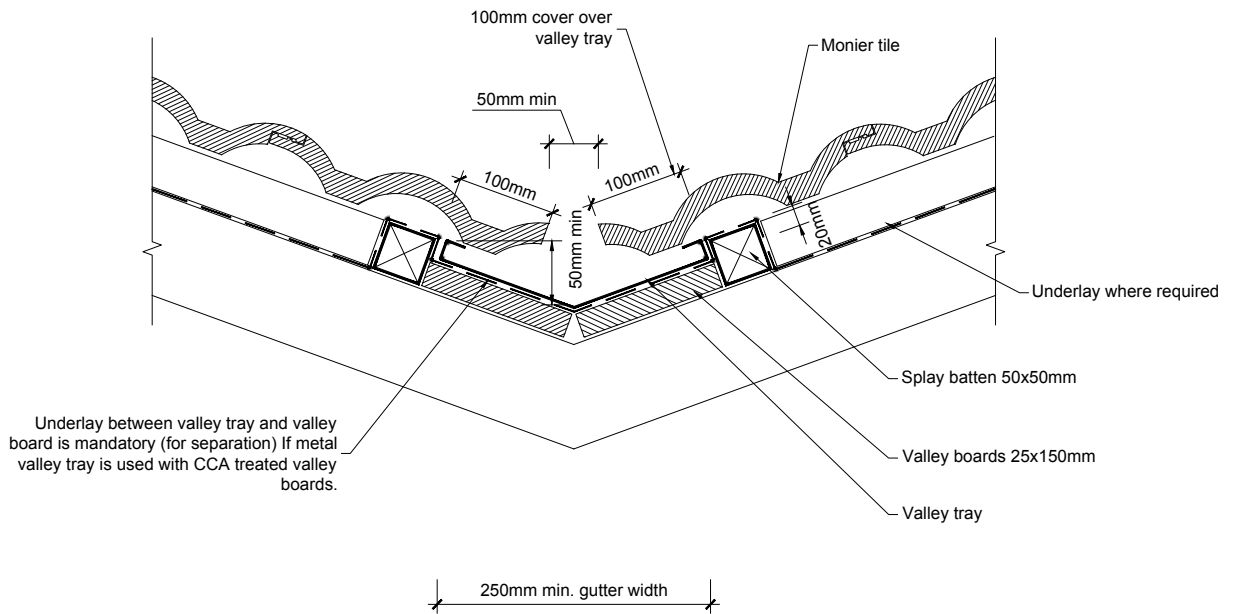 100mm cover over
valley tray
Monier tile
50mm min
100mm
100mm
20mm
50mm min
Underlay where required
Splay batten 50x50mm
Underlay between valley tray and valley
board is mandatory (for separation) If metal
valley tray is used with CCA treated valley
boards.
Valley boards 25x150mm
Valley tray
250mm min. gutter width